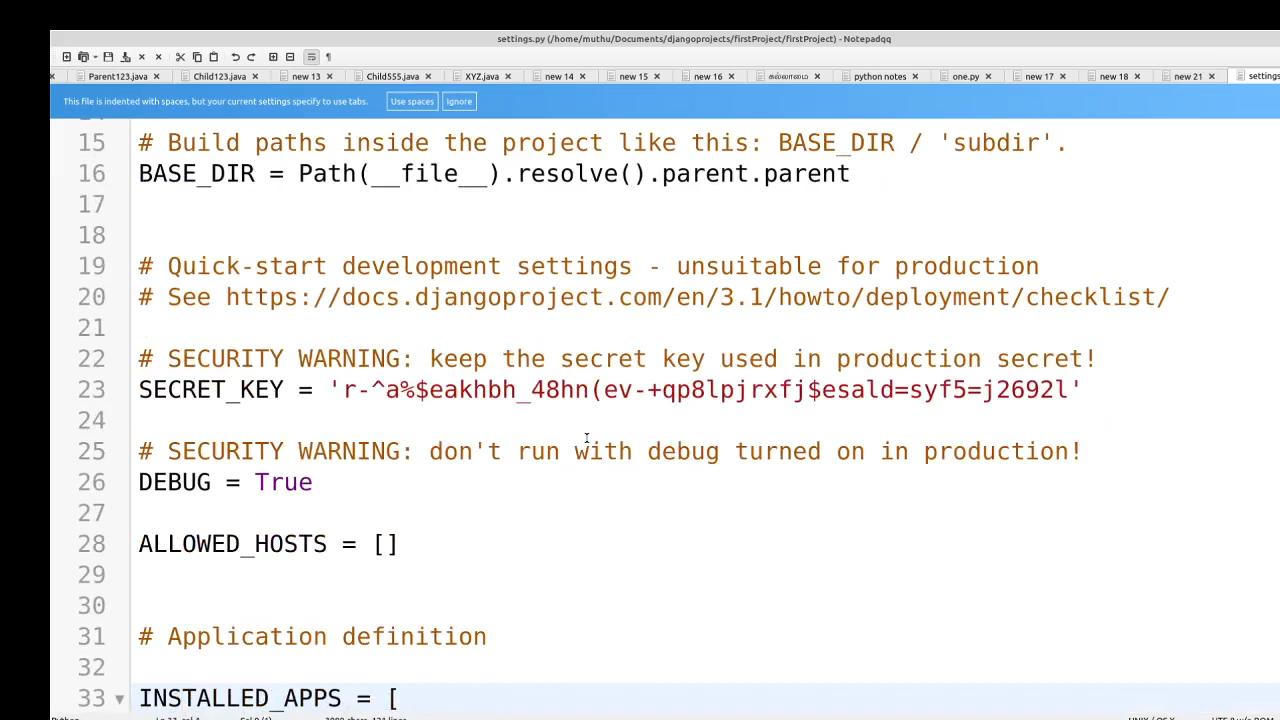 settings.py (/home/muthu/Documents/djangoprojects/firstProject/firstProject) - Notepadqq
Parent123.java Child123.java new 13 Child555.java XYZ.java new 14 new 15 new 16 python notes one.py new 17 new 18 new 21 settings
This file is indented with spaces, but your current settings specify to use tabs. Use spaces Ignore
15 # Build paths inside the project like this: BASE_DIR / 'subdir'.
16 BASE_DIR = Path(__file__).resolve().parent.parent
17
18
19 # Quick-start development settings - unsuitable for production
20 # See https://docs.djangoproject.com/en/3.1/howto/deployment/checklist/
21
22 # SECURITY WARNING: keep the secret key used in production secret!
23 SECRET_KEY = 'r-^a%$eakhbh_48hn(ev-+qp8lpjrxfj$esald=syf5=j2692l'
24
25 # SECURITY WARNING: don't run with debug turned on in production!
26 DEBUG = True
27
28 ALLOWED_HOSTS = []
29
30
31 # Application definition
32
33 INSTALLED_APPS = [